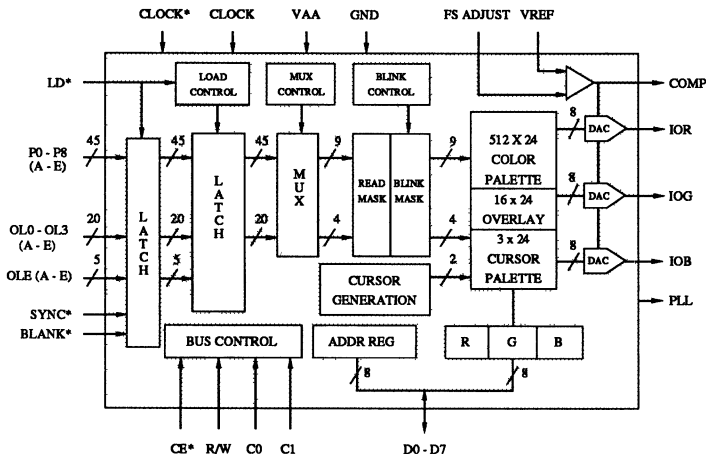 CLOCK* CLOCK VAA GND FS ADJUST VREF
LD*
LOAD
CONTROL
MUX
CONTROL
BLINK
CONTROL
COMP
45 45 45 9 9 8
P0 - P8
(A - E)
DAC
IOR
LATCH
LATCH
MUX
READ
MASK
BLINK
MASK
512 X 24
COLOR
PALETTE
8
DAC
IOG
16 x 24
OVERLAY
20 20 20 4 4
OL0 - OL3
(A - E)
3 x 24
CURSOR
PALETTE
8
DAC
IOB
5 5
OLE (A - E)
CURSOR
GENERATION
2
PLL
SYNC*
BLANK*
BUS CONTROL
ADDR REG
R G B
8 8
CE* R/W C0 C1 D0 - D7